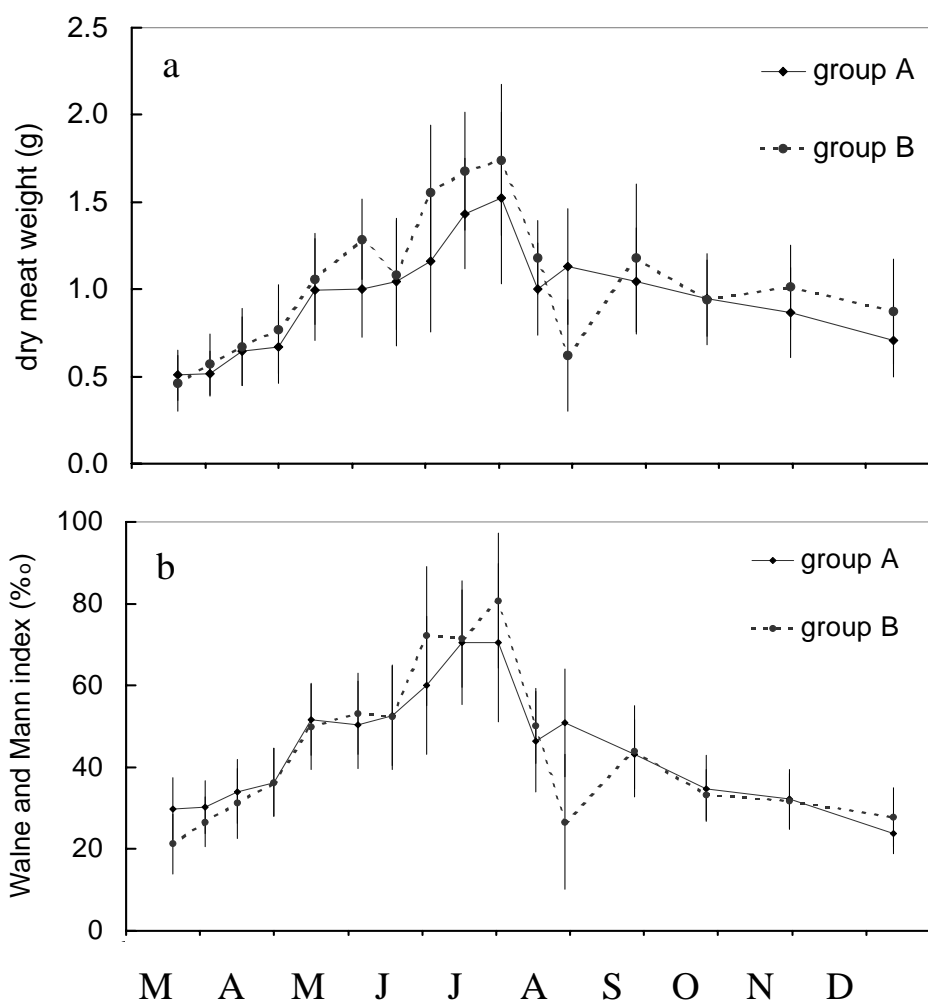 2.5
a
group A
2.0
group B
1.5
1.0
0.5
0.0
dry meat weight (g)
100
b
group A
80
group B
60
40
20
0
Walne and Mann index (‰)
M A M J J A S O N D